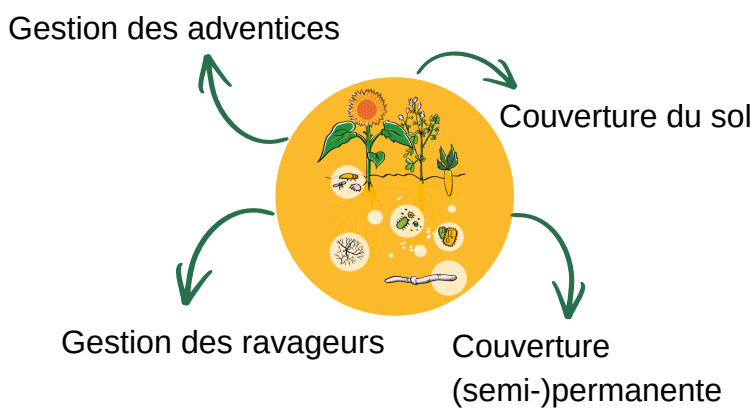 Gestion des adventices
Couverture du sol
Gestion des ravageurs
Couverture
(semi-)permanente